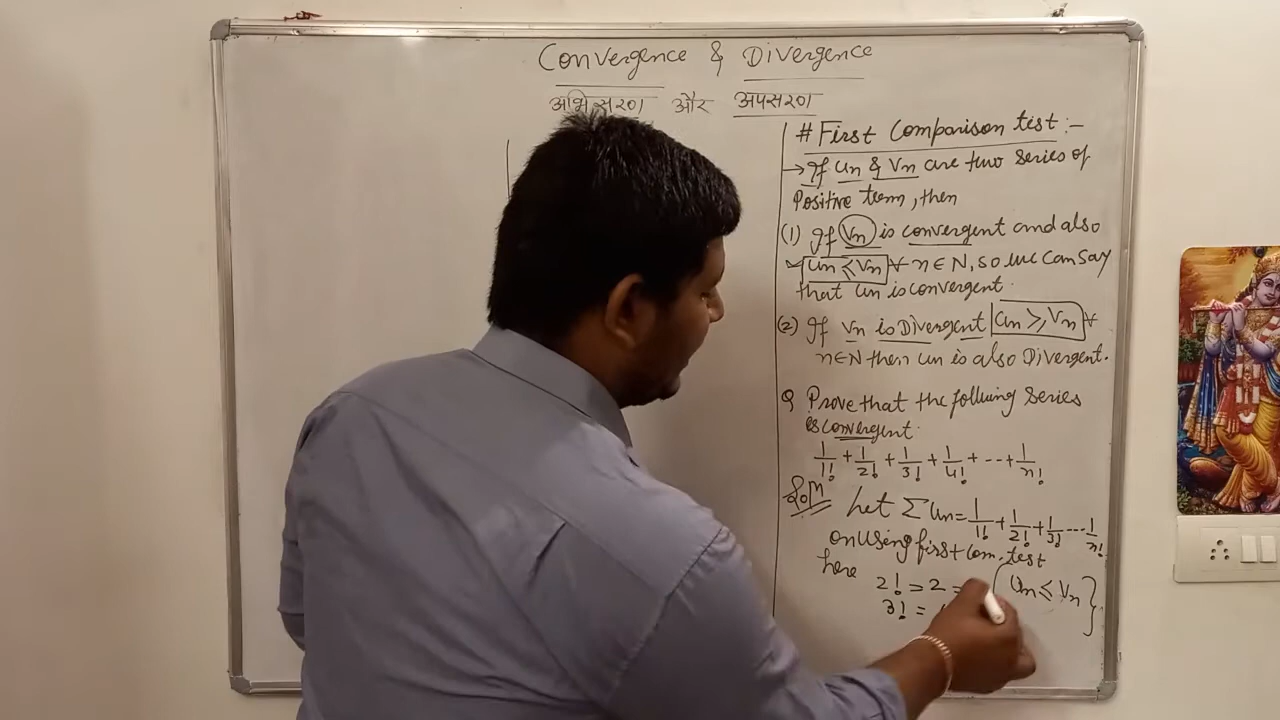 Convergence & Divergence
अभिसरण और अपसरण
# First Comparison test :-
→ If un & Vn are two series of
Positive term, then
(1) If Vn is convergent and also
un ≤ Vn ∀ n ∈ N, so we can say
that un is convergent.
(2) If Vn is Divergent un ≥ Vn ∀
n ∈ N then un is also Divergent.
Q Prove that the following series
is convergent.
1/1! + 1/2! + 1/3! + 1/4! + --- + 1/n!
Soln Let Σ un = 1/1! + 1/2! + 1/3! --- 1/n!
on using first com. test
here
2! = 2 = { Un ≤ Vn }
3! =